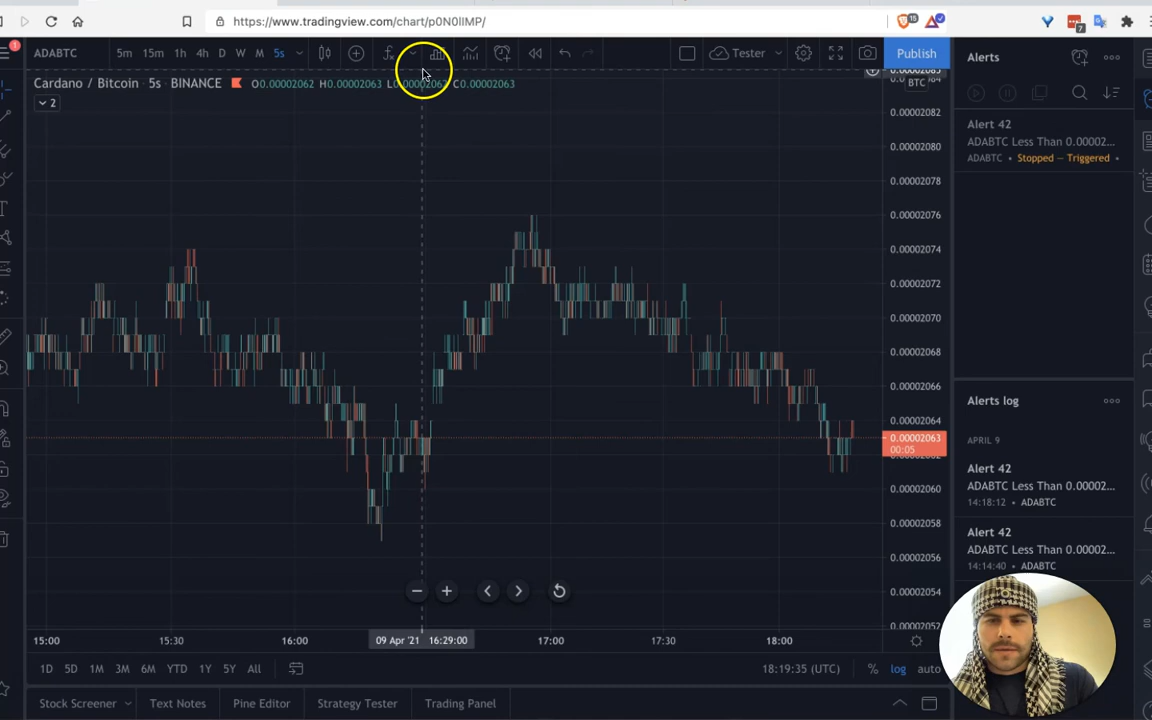 https://www.tradingview.com/chart/p0N0IIMP/
15
7
1
ADABTC
5m 15m 1h 4h D W M 5s
Tester
Publish
Alerts
Cardano / Bitcoin · 5s · BINANCE
O0.00002062 H0.00002063 L0.00002062 C0.00002063
2
BTC
0.00002082
0.00002080
0.00002078
0.00002076
0.00002074
0.00002072
0.00002070
0.00002068
0.00002066
0.00002064
0.00002063
00:05
0.00002060
0.00002058
0.00002056
0.00002054
0.00002052
Alert 42
ADABTC Less Than 0.00002...
ADABTC • Stopped — Triggered •
Alerts log
APRIL 9
Alert 42
ADABTC Less Than 0.00002...
14:18:12 • ADABTC
Alert 42
ADABTC Less Than 0.00002...
14:14:40 • ADABTC
15:00 15:30 16:00 09 Apr '21 16:29:00 17:00 17:30 18:00
1D 5D 1M 3M 6M YTD 1Y 5Y All
18:19:35 (UTC) % log auto
Stock Screener Text Notes Pine Editor Strategy Tester Trading Panel